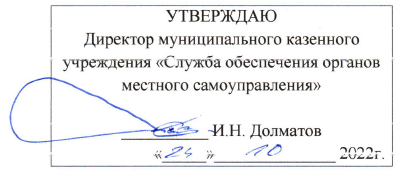 УТВЕРЖДАЮ
Директор муниципального казенного
учреждения «Служба обеспечения органов
местного самоуправления»
И.Н. Долматов
«24» 10 2022г.